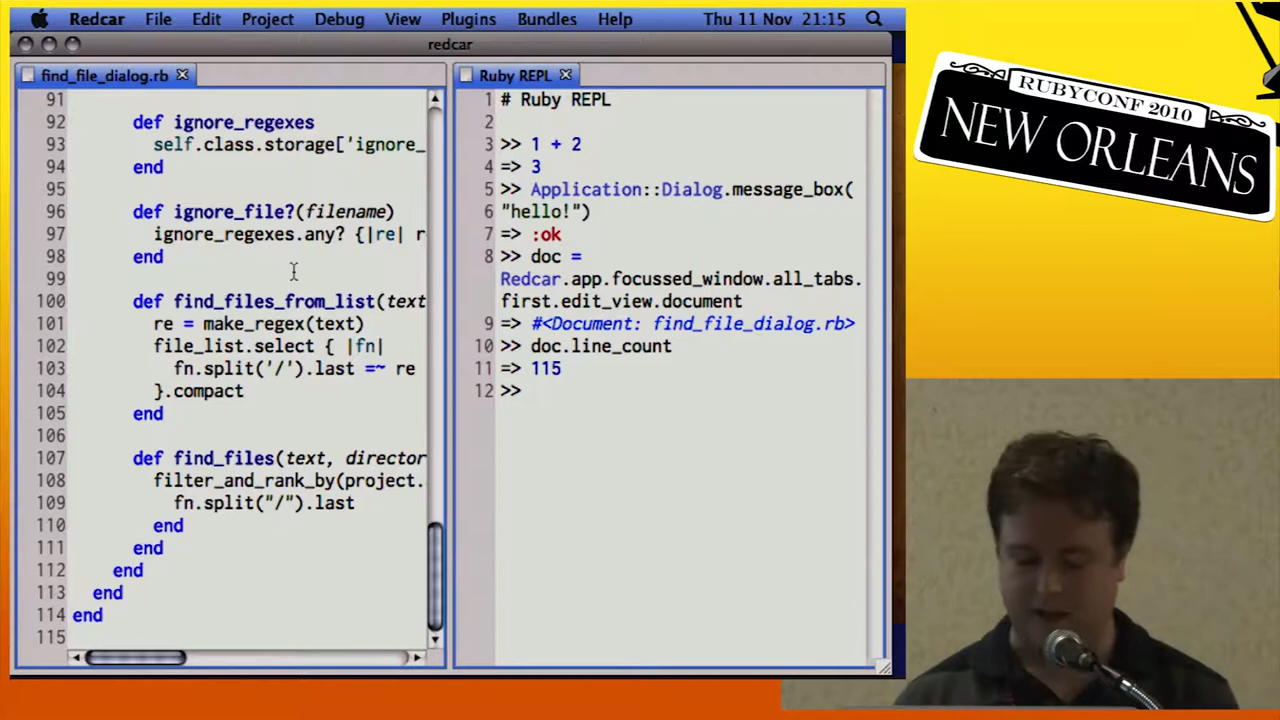 Redcar File Edit Project Debug View Plugins Bundles Help Thu 11 Nov 21:15
redcar
find_file_dialog.rb
91
92 def ignore_regexes
93 self.class.storage['ignore_
94 end
95
96 def ignore_file?(filename)
97 ignore_regexes.any? {|re| r
98 end
99
100 def find_files_from_list(text
101 re = make_regex(text)
102 file_list.select { |fn|
103 fn.split('/').last =~ re
104 }.compact
105 end
106
107 def find_files(text, director
108 filter_and_rank_by(project.
109 fn.split("/").last
110 end
111 end
112 end
113 end
114 end
115
Ruby REPL
1 # Ruby REPL
2
3 >> 1 + 2
4 => 3
5 >> Application::Dialog.message_box(
6 "hello!")
7 => :ok
8 >> doc =
Redcar.app.focussed_window.all_tabs.
first.edit_view.document
9 => #<Document: find_file_dialog.rb>
10 >> doc.line_count
11 => 115
12 >>
RUBYCONF 2010
NEW ORLEANS